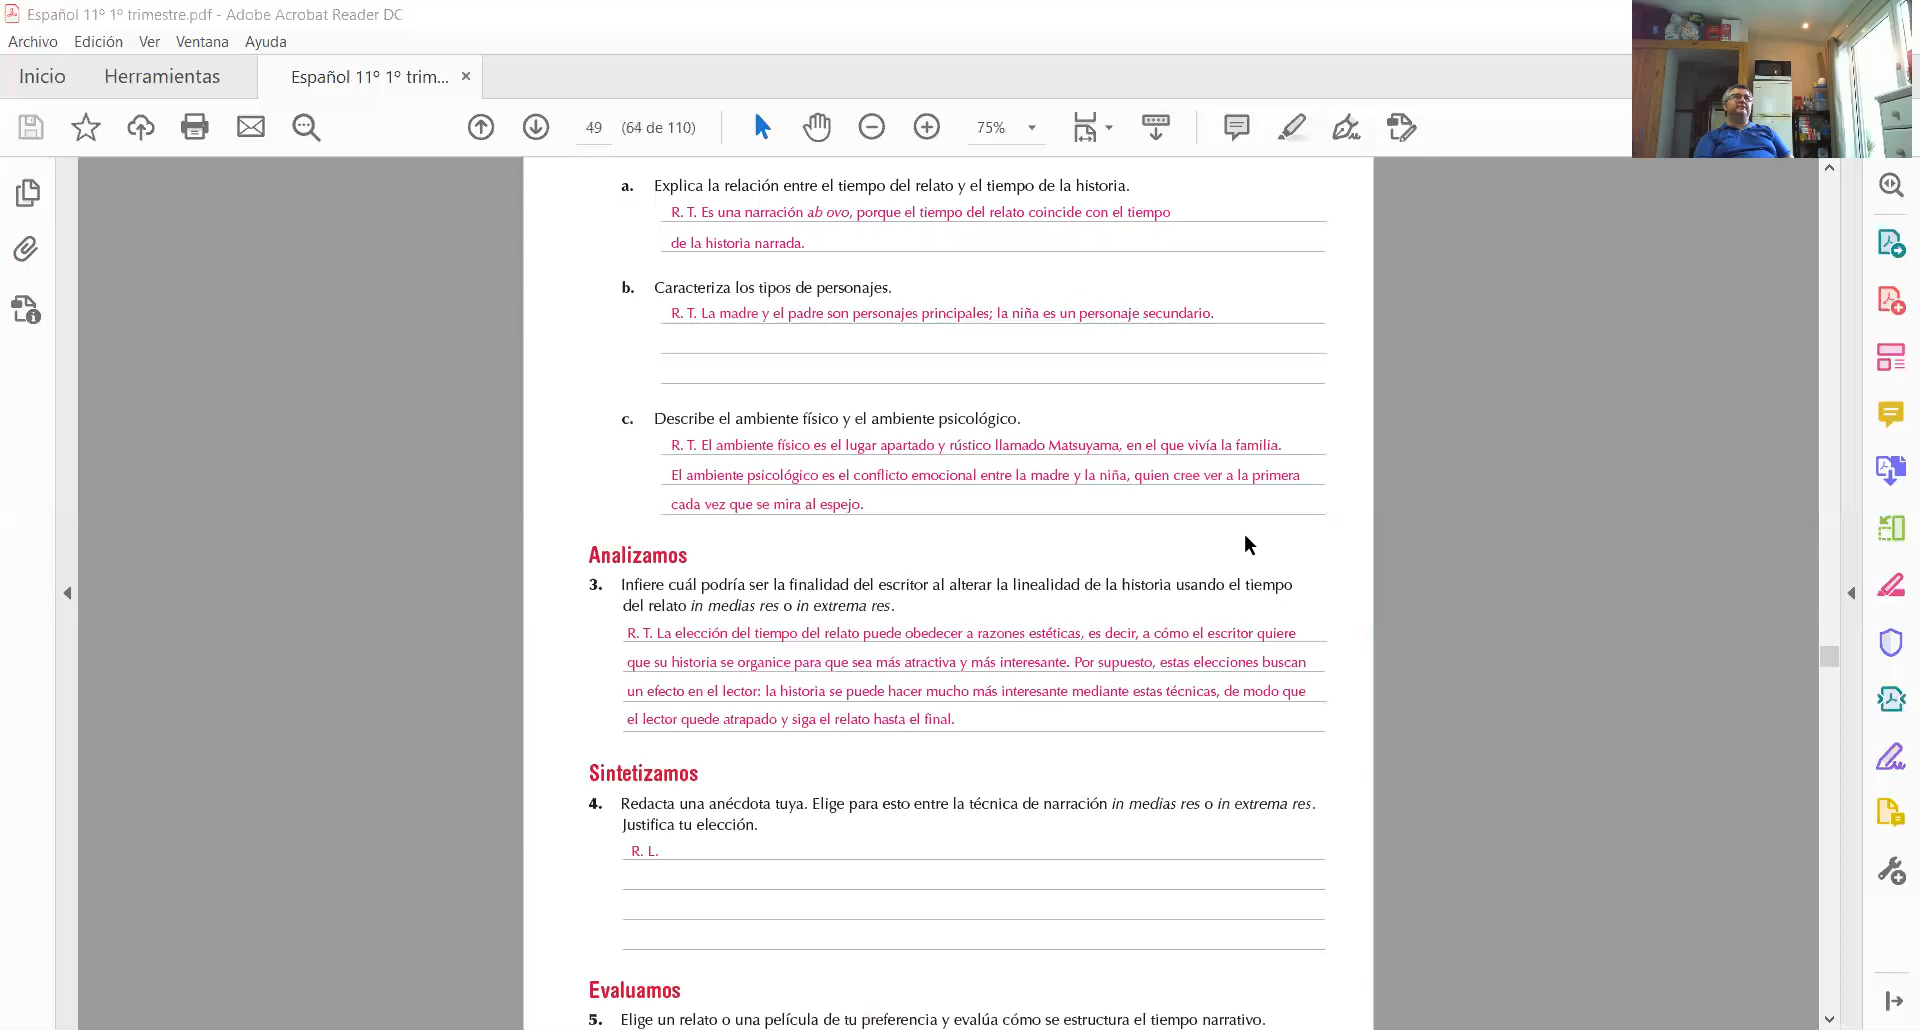 Español 11º 1º trimestre.pdf - Adobe Acrobat Reader DC
Archivo Edición Ver Ventana Ayuda
Inicio Herramientas Español 11º 1º trim... ×
49 (64 de 110) 75%
a. Explica la relación entre el tiempo del relato y el tiempo de la historia.
R. T. Es una narración ab ovo, porque el tiempo del relato coincide con el tiempo
de la historia narrada.
b. Caracteriza los tipos de personajes.
R. T. La madre y el padre son personajes principales; la niña es un personaje secundario.
c. Describe el ambiente físico y el ambiente psicológico.
R. T. El ambiente físico es el lugar apartado y rústico llamado Matsuyama, en el que vivía la familia.
El ambiente psicológico es el conflicto emocional entre la madre y la niña, quien cree ver a la primera
cada vez que se mira al espejo.
Analizamos
3. Infiere cuál podría ser la finalidad del escritor al alterar la linealidad de la historia usando el tiempo
del relato in medias res o in extrema res.
R. T. La elección del tiempo del relato puede obedecer a razones estéticas, es decir, a cómo el escritor quiere
que su historia se organice para que sea más atractiva y más interesante. Por supuesto, estas elecciones buscan
un efecto en el lector: la historia se puede hacer mucho más interesante mediante estas técnicas, de modo que
el lector quede atrapado y siga el relato hasta el final.
Sintetizamos
4. Redacta una anécdota tuya. Elige para esto entre la técnica de narración in medias res o in extrema res.
Justifica tu elección.
R. L.
Evaluamos
5. Elige un relato o una película de tu preferencia y evalúa cómo se estructura el tiempo narrativo.